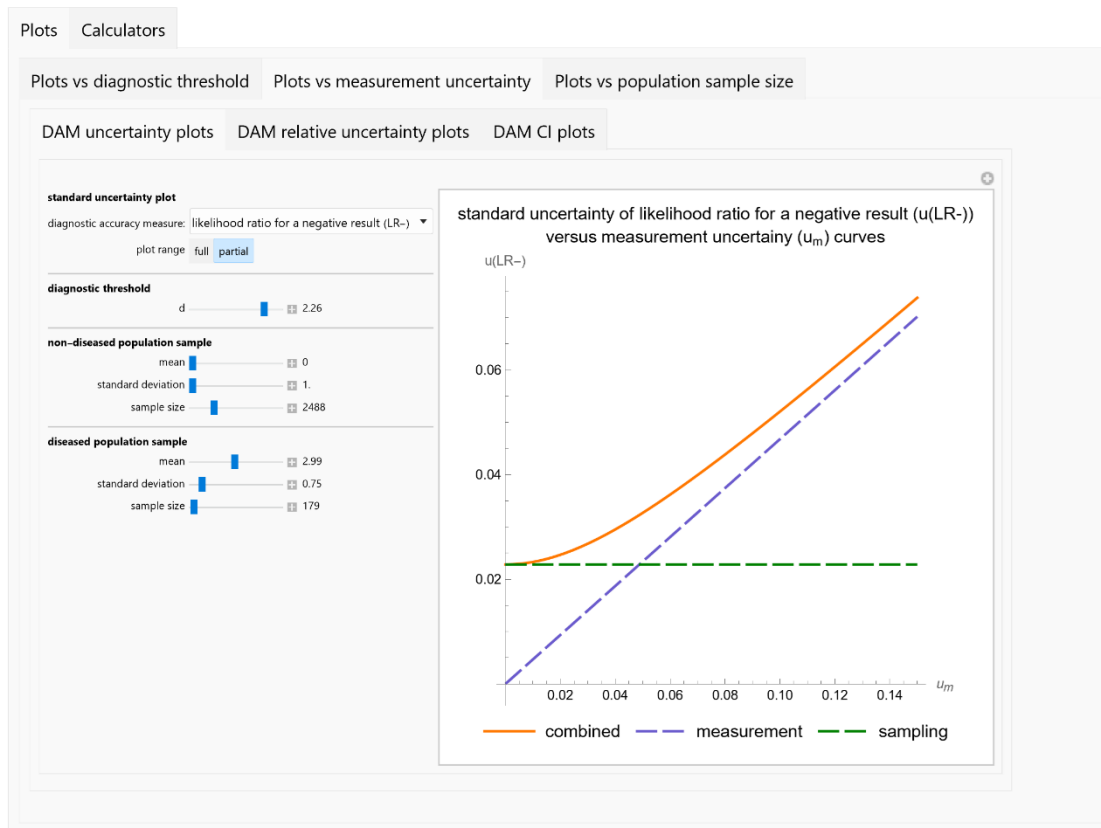 Plots Calculators
Plots vs diagnostic threshold Plots vs measurement uncertainty Plots vs population sample size
DAM uncertainty plots DAM relative uncertainty plots DAM CI plots
standard uncertainty plot
diagnostic accuracy measure: likelihood ratio for a negative result (LR−)
plot range full partial
diagnostic threshold
d 2.26
non−diseased population sample
mean 0
standard deviation 1.
sample size 2488
diseased population sample
mean 2.99
standard deviation 0.75
sample size 179
standard uncertainty of likelihood ratio for a negative result (u(LR-))
versus measurement uncertainy (uₘ) curves
u(LR−)
0.06
0.04
0.02
0.02 0.04 0.06 0.08 0.10 0.12 0.14 uₘ
combined measurement sampling